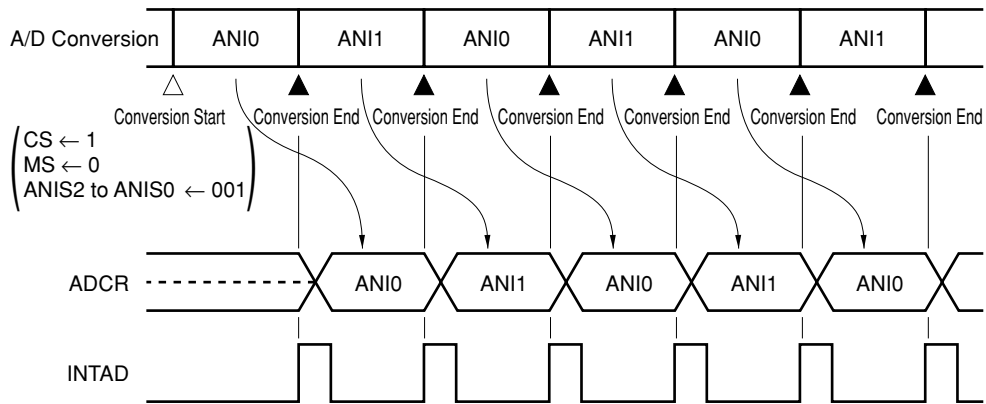 A/D Conversion ANI0 ANI1 ANI0 ANI1 ANI0 ANI1
Conversion Start Conversion End Conversion End Conversion End Conversion End Conversion End Conversion End
CS ← 1
MS ← 0
ANIS2 to ANIS0 ← 001
ADCR ANI0 ANI1 ANI0 ANI1 ANI0
INTAD